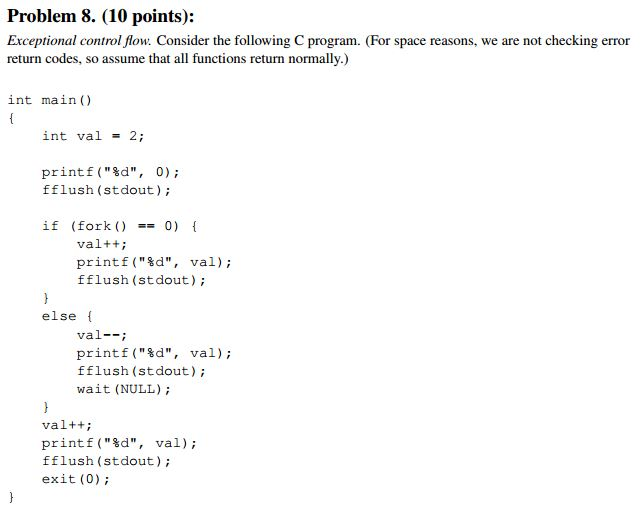 Problem 8. (10 points):
Exceptional control flow. Consider the following C program. (For space reasons, we are not checking error
return codes, so assume that all functions return normally.)
int main()
{
    int val = 2;
    printf("%d", 0);
    fflush(stdout);
    if (fork() == 0) {
        val++;
        printf("%d", val);
        fflush(stdout);
    }
    else {
        val--;
        printf("%d", val);
        fflush(stdout);
        wait(NULL);
    }
    val++;
    printf("%d", val);
    fflush(stdout);
    exit(0);
}